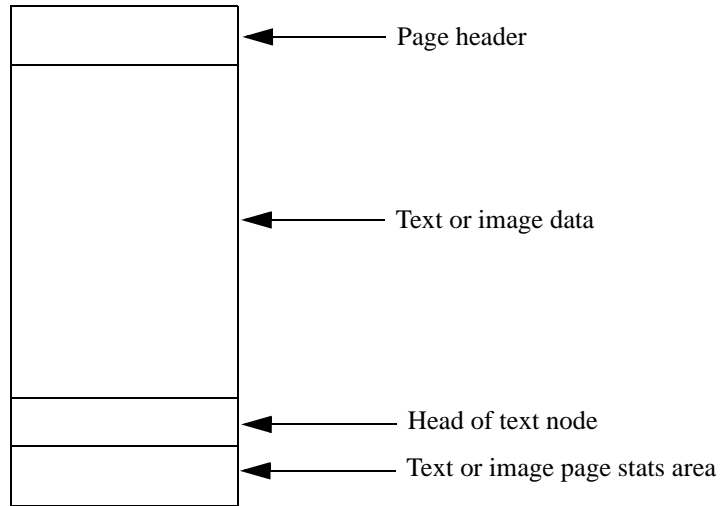 Page header
Text or image data
Head of text node
Text or image page stats area